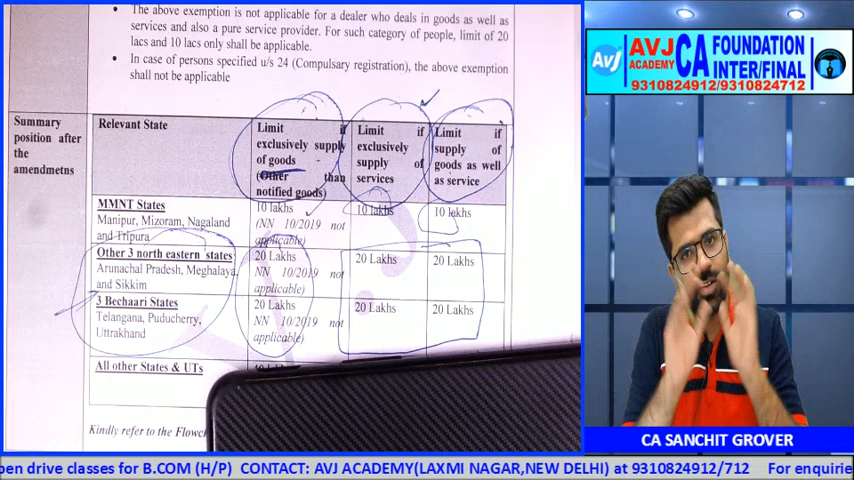 • The above exemption is not applicable for a dealer who deals in goods as well as
services and also a pure service provider. For such category of people, limit of 20
lacs and 10 lacs only shall be applicable.
• In case of persons specified u/s 24 (Compulsary registration), the above exemption
shall not be applicable
Summary
position after
the
amendmetns
Relevant State
Limit if
exclusively supply
of goods
(Other than
notified goods)
Limit if
exclusively
supply of
services
Limit if
supply of
goods as well
as service
MMNT States
Manipur, Mizoram, Nagaland
and Tripura
10 lakhs
(NN 10/2019 not
applicable)
10 lakhs
10 lakhs
Other 3 north eastern states
Arunachal Pradesh, Meghalaya,
and Sikkim
20 Lakhs
NN 10/2019 not
applicable)
20 Lakhs
20 Lakhs
3 Bechaari States
Telangana, Puducherry,
Uttrakhand
20 Lakhs
NN 10/2019 not
applicable)
20 Lakhs
20 Lakhs
All other States & UTs
Kindly refer to the Flowch
AVJ
AVJ
ACADEMY
CA
FOUNDATION
INTER/FINAL
9310824912/9310824712
CA SANCHIT GROVER
pen drive classes for B.COM (H/P) CONTACT: AVJ ACADEMY(LAXMI NAGAR,NEW DELHI) at 9310824912/712 For enquirie